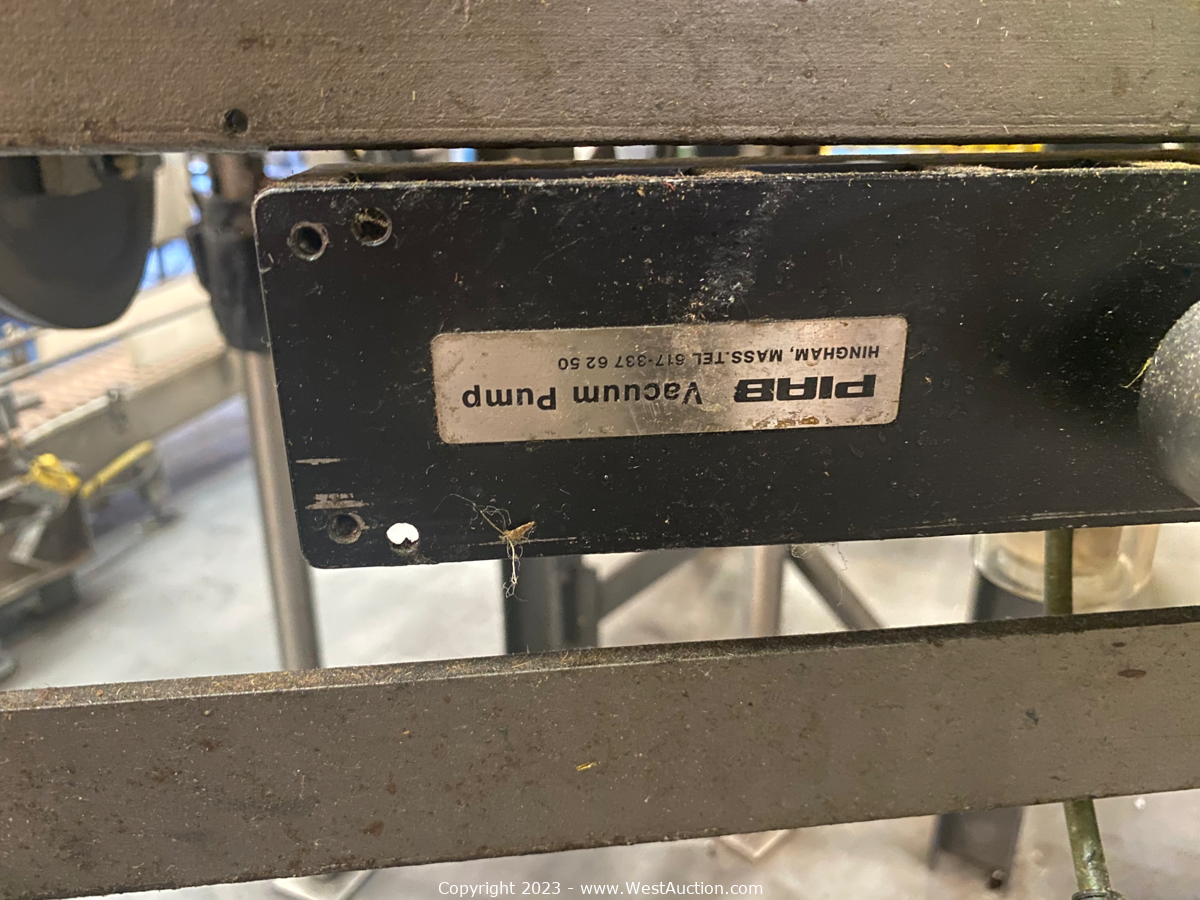 PIAB Vacuum Pump
HINGHAM, MASS.TEL 617-337 62 50
Copyright 2023 - www.WestAuction.com